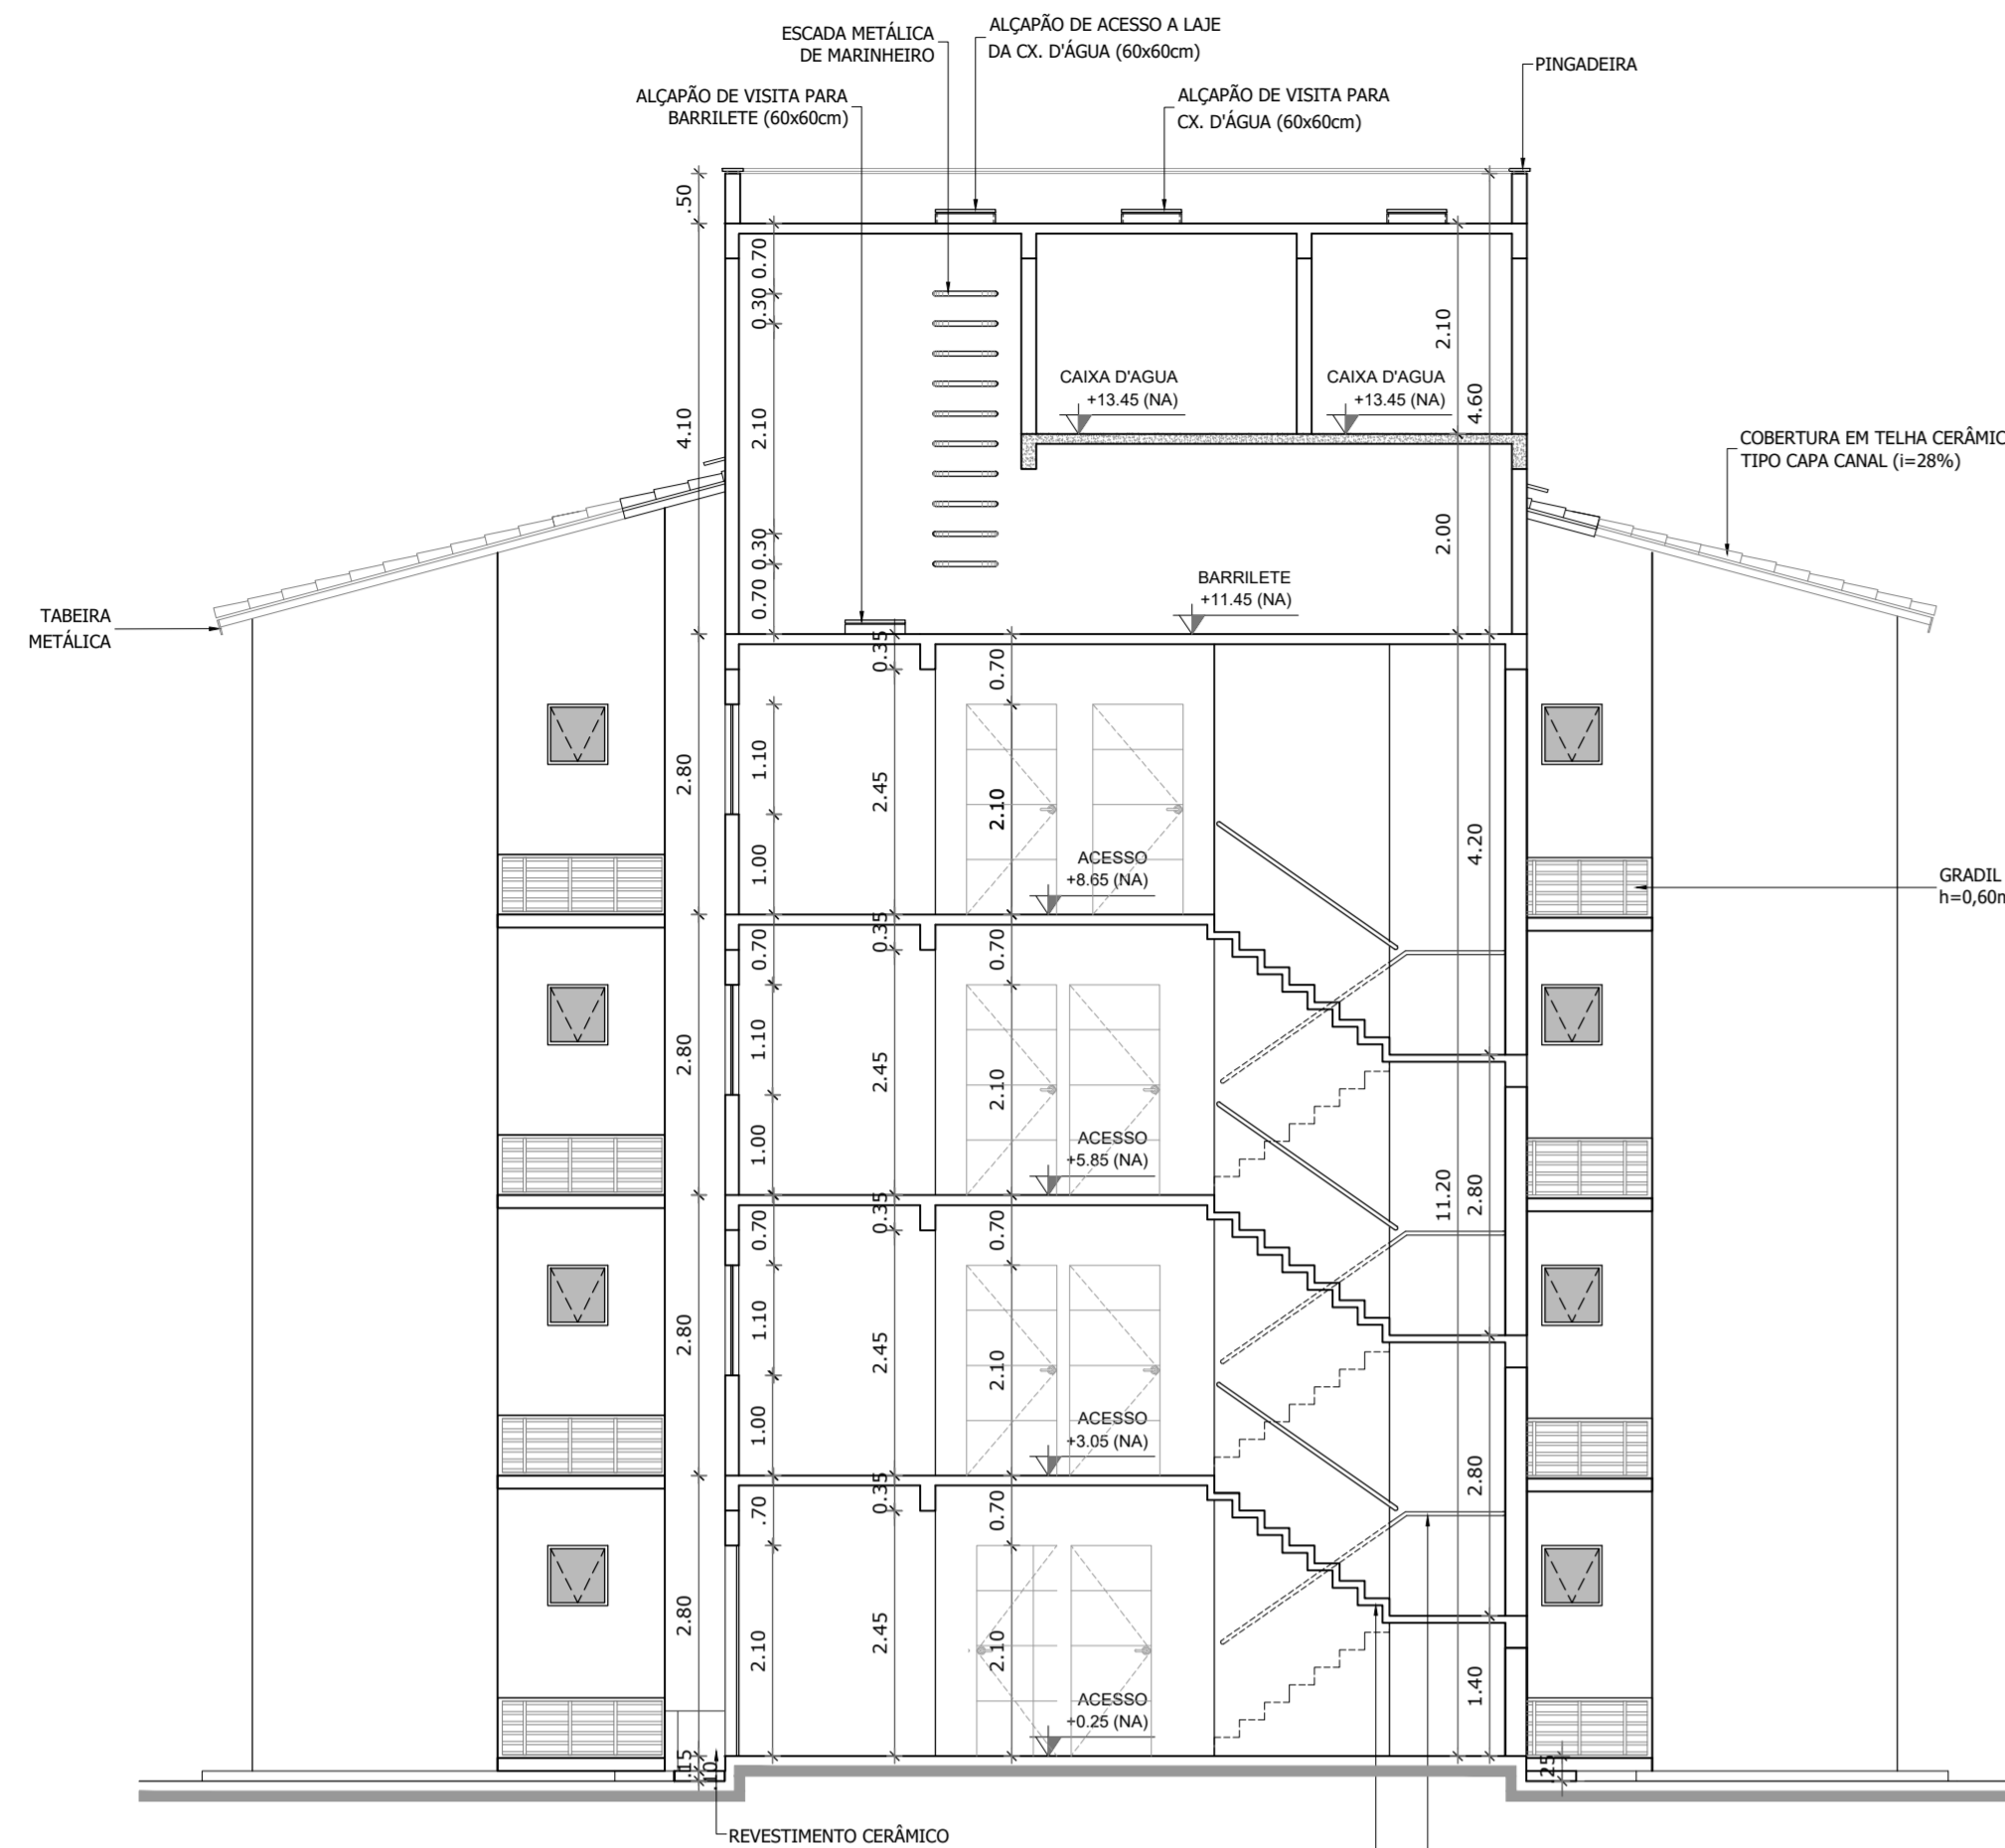 ESCADA METÁLICA
DE MARINHEIRO
ALÇAPÃO DE ACESSO A LAJE
DA CX. D'ÁGUA (60x60cm)
PINGADEIRA
ALÇAPÃO DE VISITA PARA
BARRILETE (60x60cm)
ALÇAPÃO DE VISITA PARA
CX. D'ÁGUA (60x60cm)
.50
4.10
0.70
0.30
2.10
0.30
0.70
CAIXA D'AGUA
+13.45 (NA)
CAIXA D'AGUA
+13.45 (NA)
2.10
4.60
2.00
COBERTURA EM TELHA CERÂMIC
TIPO CAPA CANAL (i=28%)
BARRILETE
+11.45 (NA)
TABEIRA
METÁLICA
2.80
1.10
1.00
0.35
2.45
0.70
2.10
ACESSO
+8.65 (NA)
4.20
GRADIL
h=0,60m
2.80
0.70
1.10
1.00
0.35
2.45
0.70
2.10
ACESSO
+5.85 (NA)
11.20
2.80
2.80
0.70
1.10
1.00
0.35
2.45
0.70
2.10
ACESSO
+3.05 (NA)
2.80
2.80
.70
2.10
0.35
2.45
0.70
2.10
ACESSO
+0.25 (NA)
1.40
.15
.10
.25
REVESTIMENTO CERÂMICO